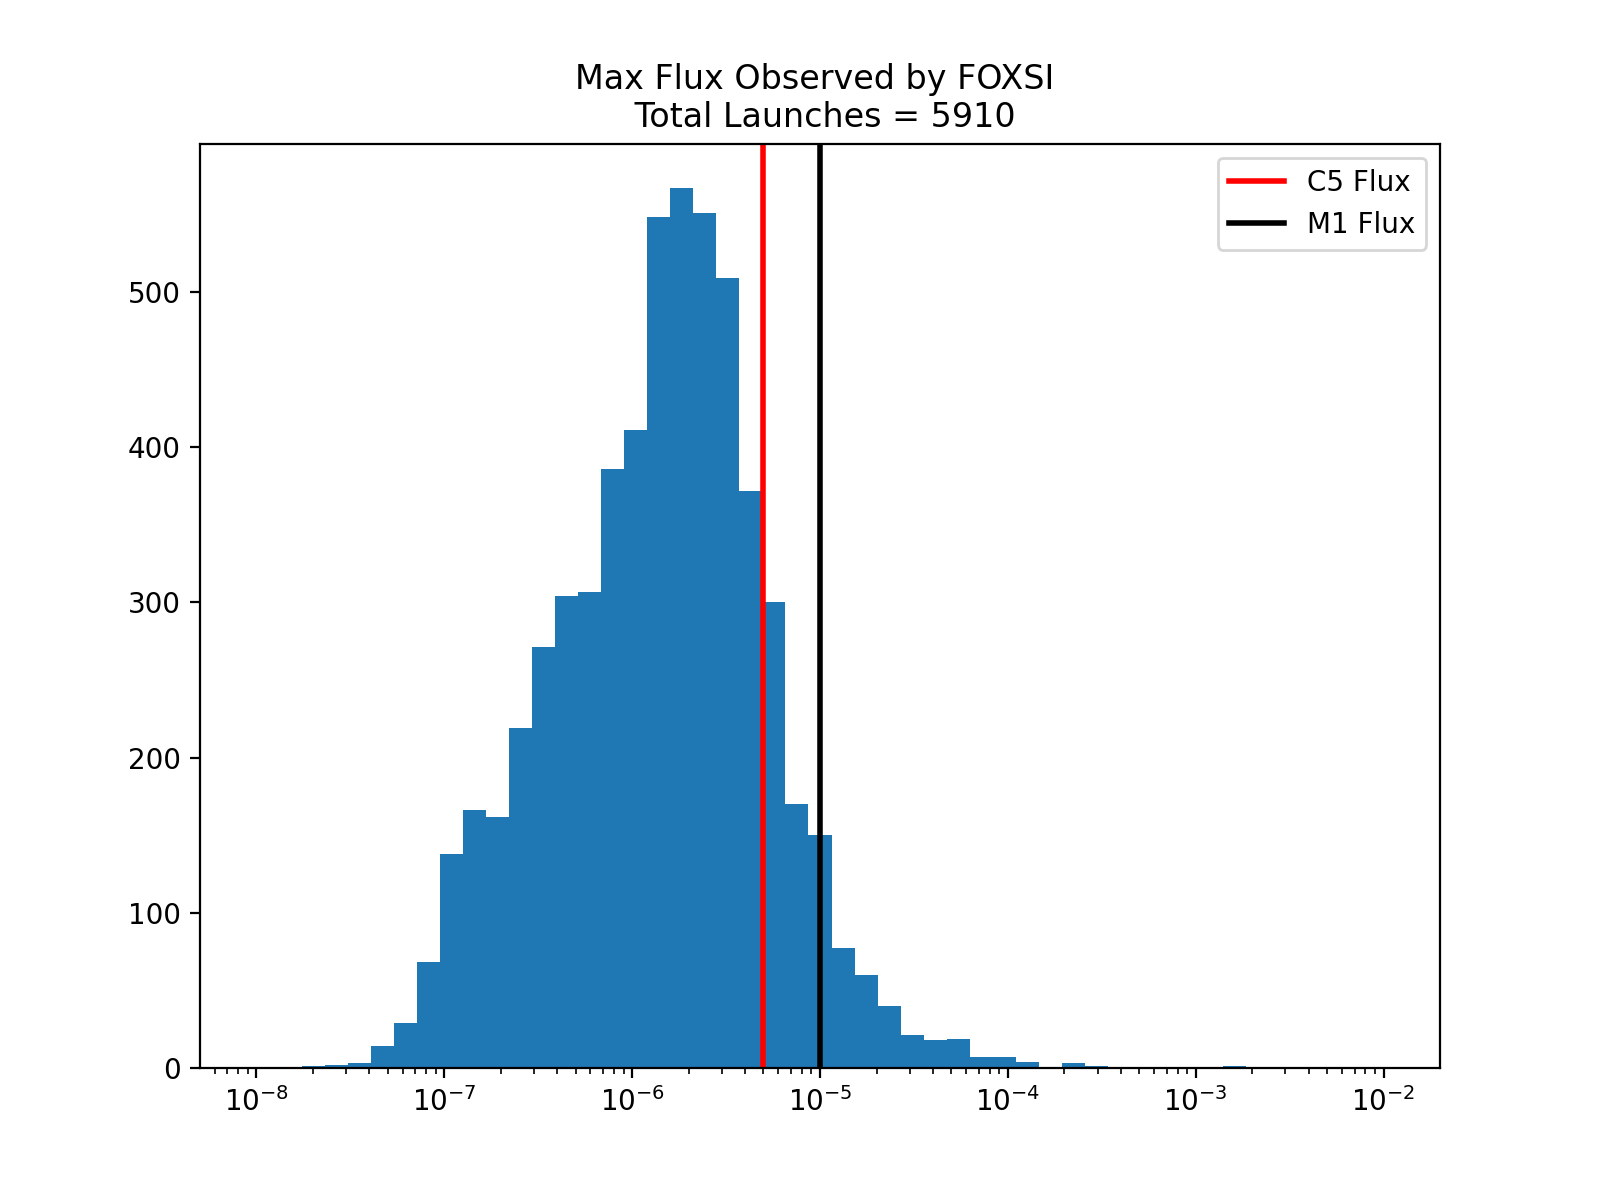 Max Flux Observed by FOXSI
Total Launches = 5910
C5 Flux
M1 Flux
500
400
300
200
100
0
10⁻⁸ 10⁻⁷ 10⁻⁶ 10⁻⁵ 10⁻⁴ 10⁻³ 10⁻²